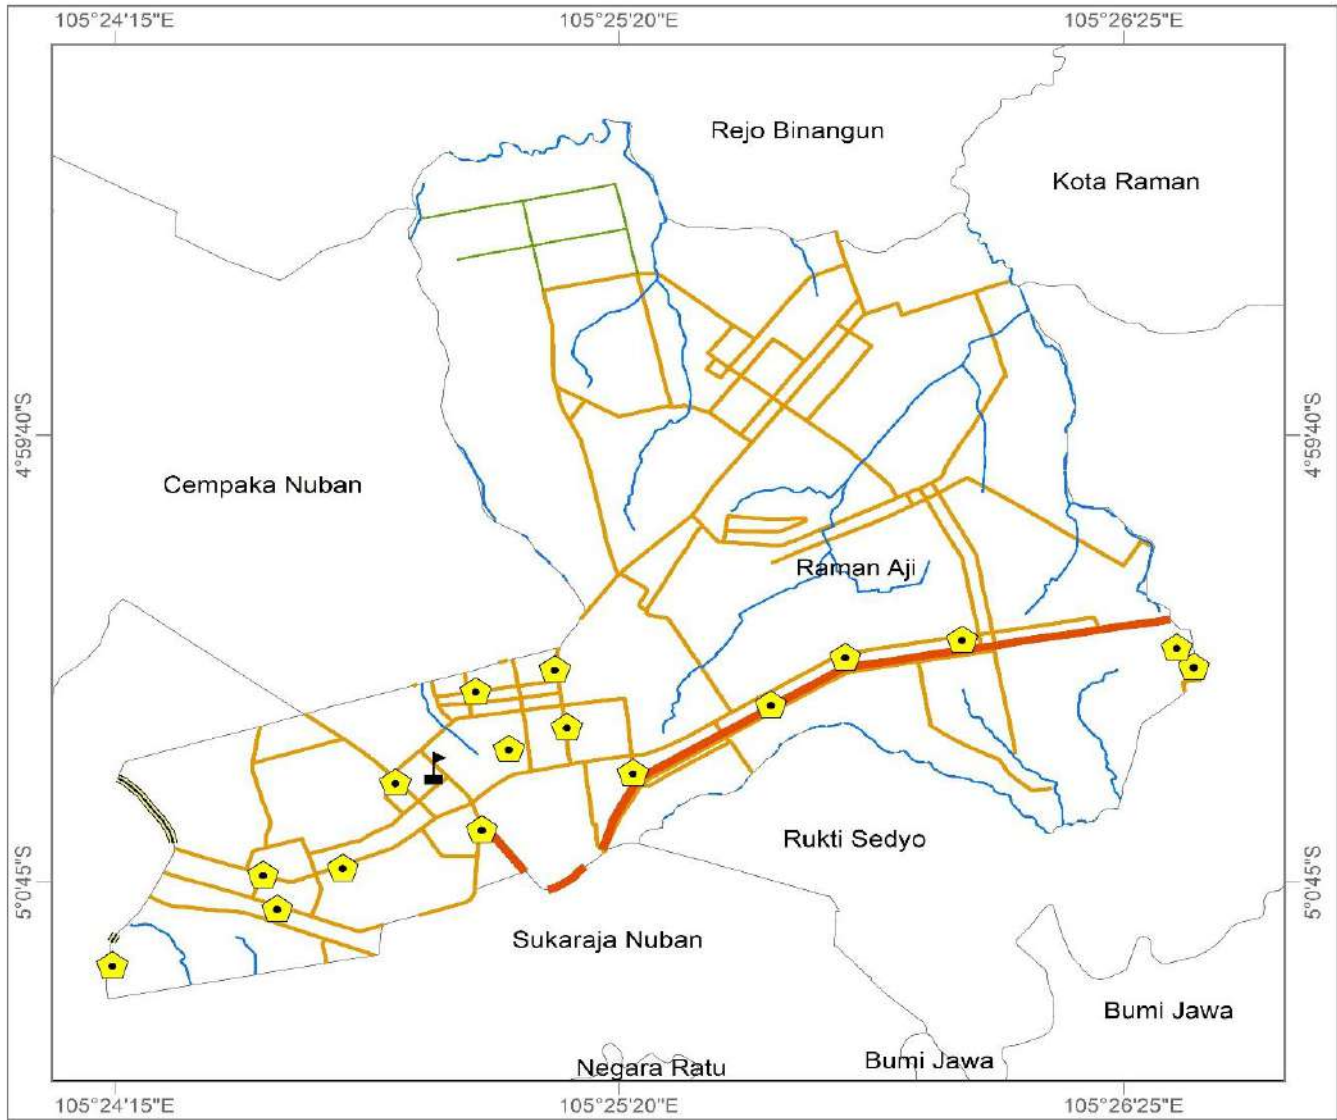 105°24'15"E 105°25'20"E 105°26'25"E
Rejo Binangun
Kota Raman
4°59'40"S 4°59'40"S
Cempaka Nuban
Raman Aji
Rukti Sedyo
5°0'45"S 5°0'45"S
Sukaraja Nuban
Bumi Jawa
Bumi Jawa
Negara Ratu
105°24'15"E 105°25'20"E 105°26'25"E